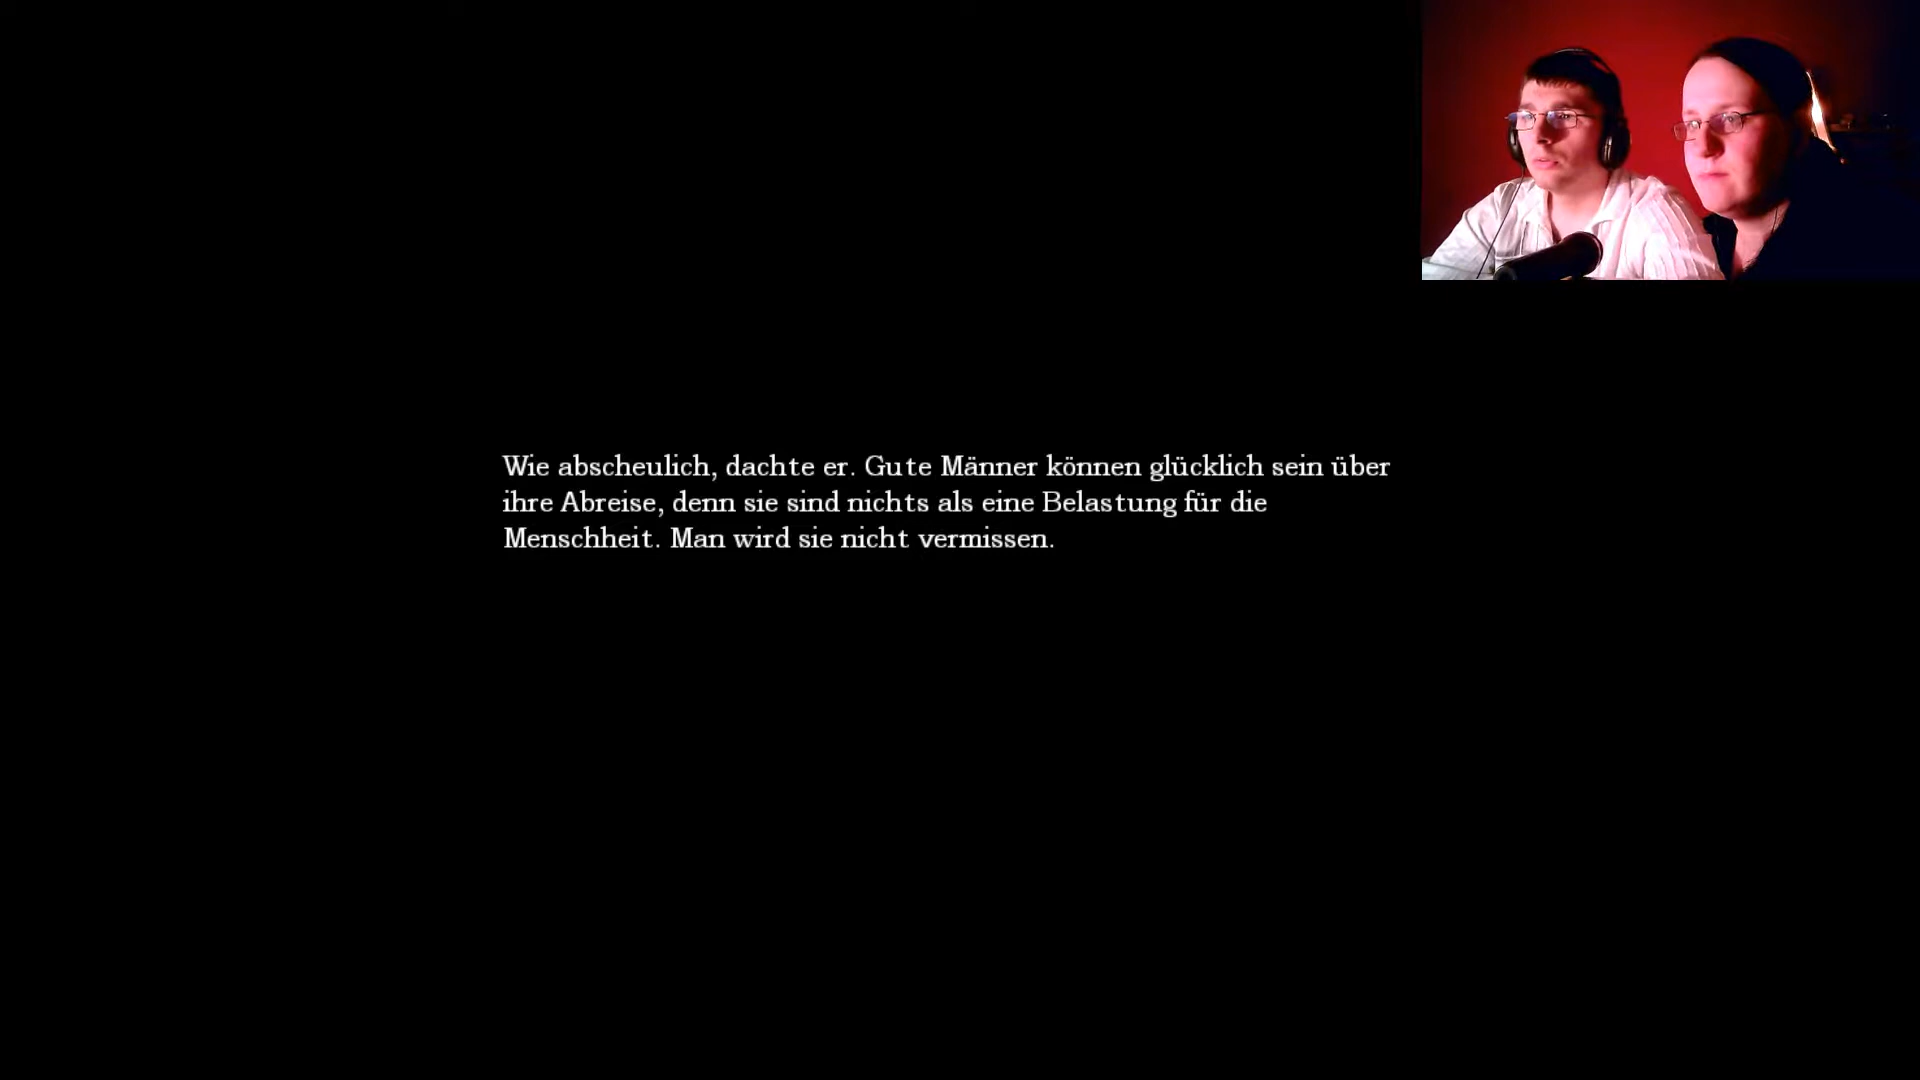 Wie abscheulich, dachte er. Gute Männer können glücklich sein über
ihre Abreise, denn sie sind nichts als eine Belastung für die
Menschheit. Man wird sie nicht vermissen.